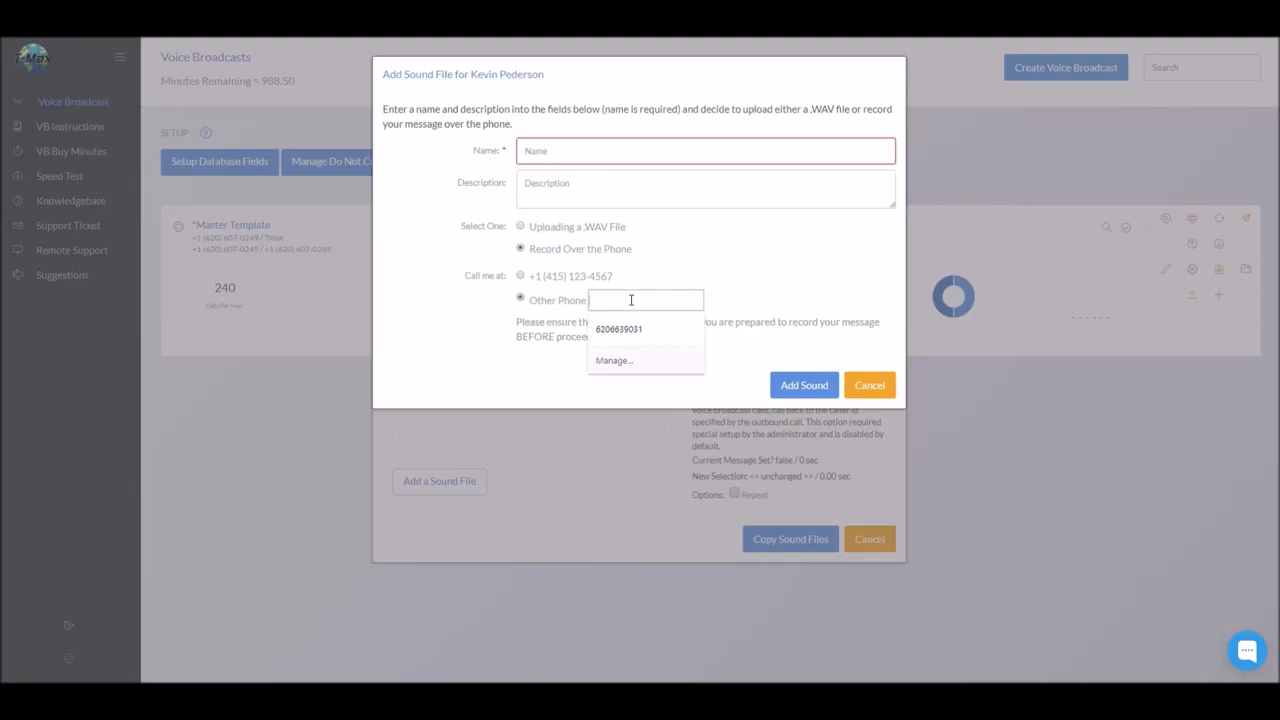 T-Max
Voice Broadcast
VB Instructions
VB Buy Minutes
Speed Test
Knowledgebase
Support Ticket
Remote Support
Suggestions
Voice Broadcasts
Minutes Remaining = 988.50
Create Voice Broadcast
Search
SETUP
Setup Database Fields
Manage Do Not Ca
*Master Template
+1 (620) 607-0249 / Tmax
+1 (620) 607-0249 / +1 (620) 607-0249
240
Calls Per Hour
Add Sound File for Kevin Pederson
Enter a name and description into the fields below (name is required) and decide to upload either a .WAV file or record
your message over the phone.
Name: * Name
Description: Description
Select One: Uploading a .WAV File
Record Over the Phone
Call me at: +1 (415) 123-4567
Other Phone
Please ensure th you are prepared to record your message
BEFORE procee
6206639031
Manage...
Add Sound Cancel
voice broadcast calls, call back to the caller id
specified by the outbound call. This option required
special setup by the administrator and is disabled by
default.
Current Message Set? false / 0 sec
New Selection: << unchanged >> / 0.00 sec
Options: Repeat
Add a Sound File
Copy Sound Files Cancel